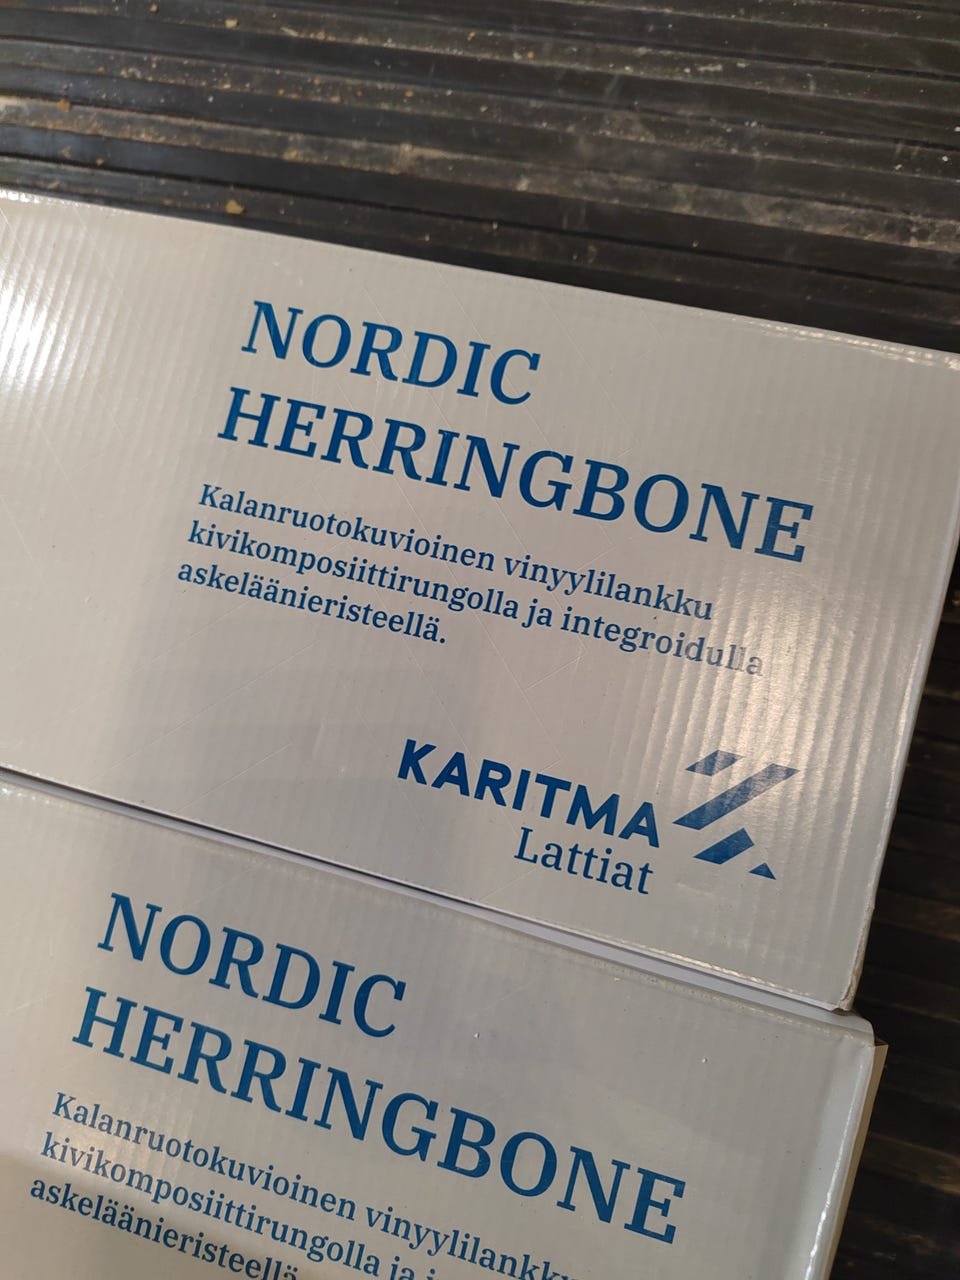 NORDIC
HERRINGBONE
Kalanruotokuvioinen vinyylilankku
kivikomposiittirungolla ja integroidulla
askeläänieristeellä.
KARITMA
Lattiat
NORDIC
HERRINGBONE
Kalanruotokuvioinen vinyylilankku
kivikomposiittirungolla ja
askeläänieristeellä